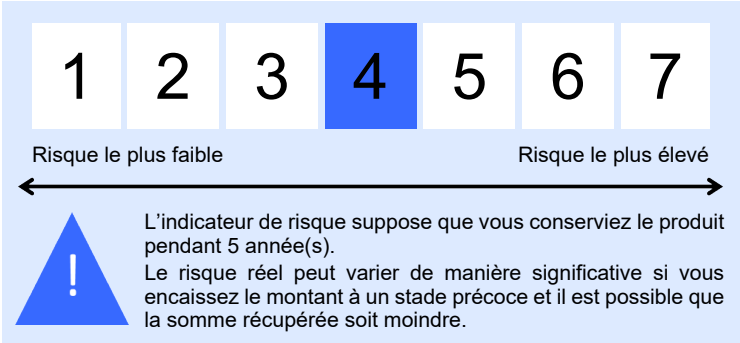 1 2 3 4 5 6 7
Risque le plus faible Risque le plus élevé
!
L'indicateur de risque suppose que vous conserviez le produit
pendant 5 année(s).
Le risque réel peut varier de manière significative si vous
encaissez le montant à un stade précoce et il est possible que
la somme récupérée soit moindre.